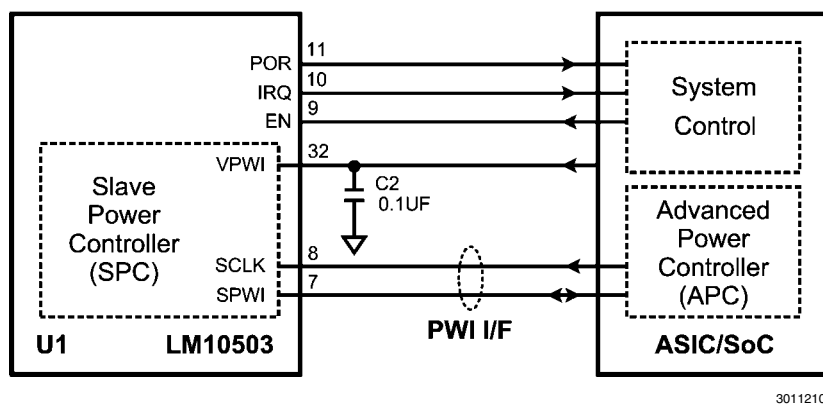 POR 11
IRQ 10
EN 9
VPWI 32
Slave
Power
Controller
(SPC)
C2
0.1UF
SCLK 8
SPWI 7
U1 LM10503
PWI I/F
System
Control
Advanced
Power
Controller
(APC)
ASIC/SoC
3011210